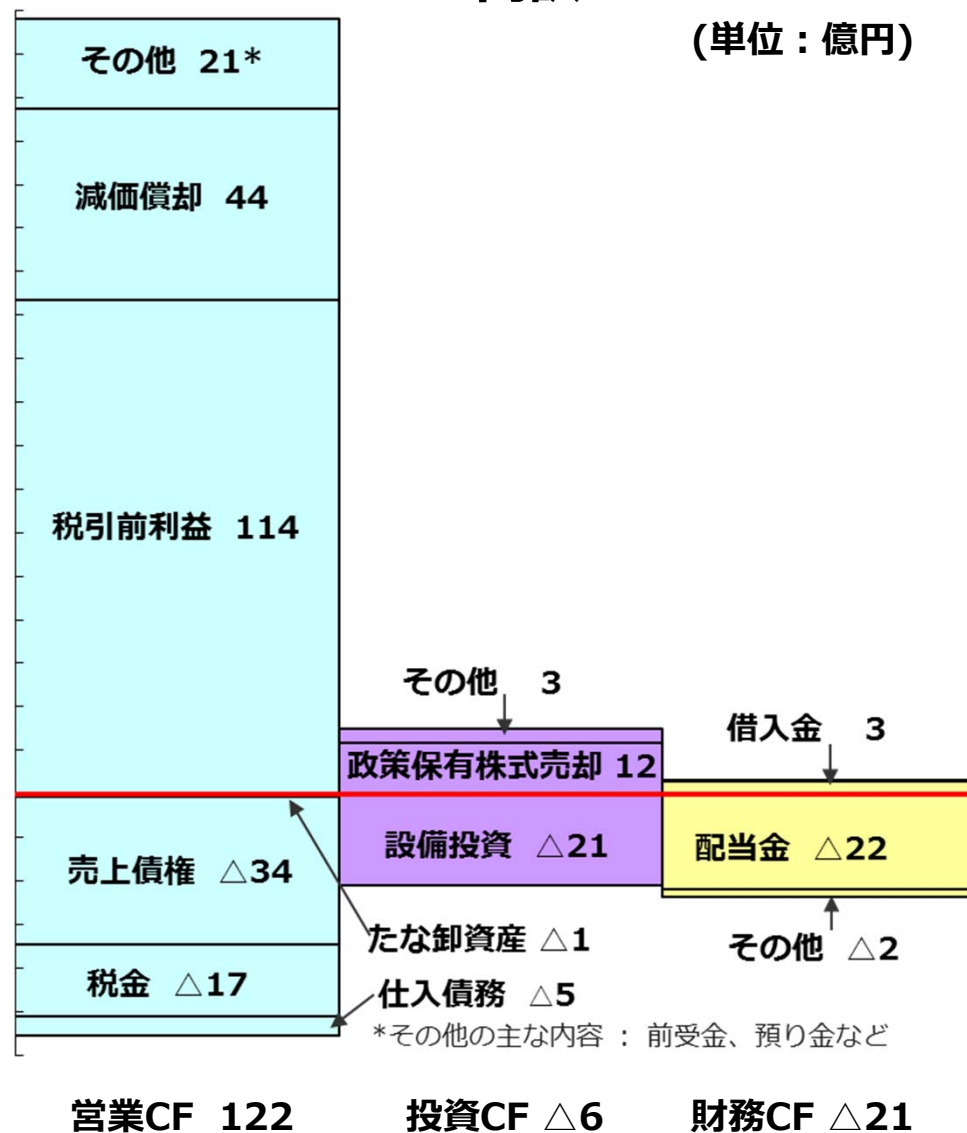 (単位：億円)
その他 21*
減価償却 44
税引前利益 114
その他 3
借入金 3
政策保有株式売却 12
設備投資 △21
配当金 △22
売上債権 △34
たな卸資産 △1
その他 △2
税金 △17
仕入債務 △5
*その他の主な内容 ： 前受金、預り金など
営業CF 122
投資CF △6
財務CF △21